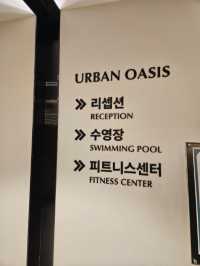 URBAN OASIS
리셉션
RECEPTION
수영장
SWIMMING POOL
피트니스센터
FITNESS CENTER